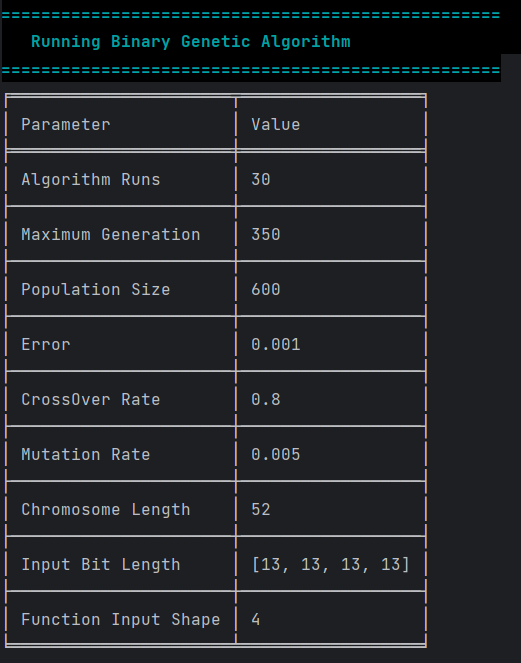 ==================================================
Running Binary Genetic Algorithm
==================================================
Parameter Value
Algorithm Runs 30
Maximum Generation 350
Population Size 600
Error 0.001
CrossOver Rate 0.8
Mutation Rate 0.005
Chromosome Length 52
Input Bit Length [13, 13, 13, 13]
Function Input Shape 4